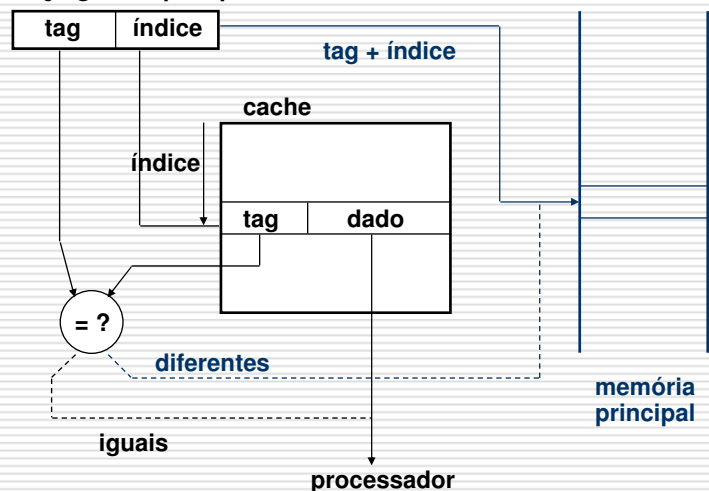 tag índice
tag + índice
cache
índice
tag dado
= ?
diferentes
memória
principal
iguais
processador